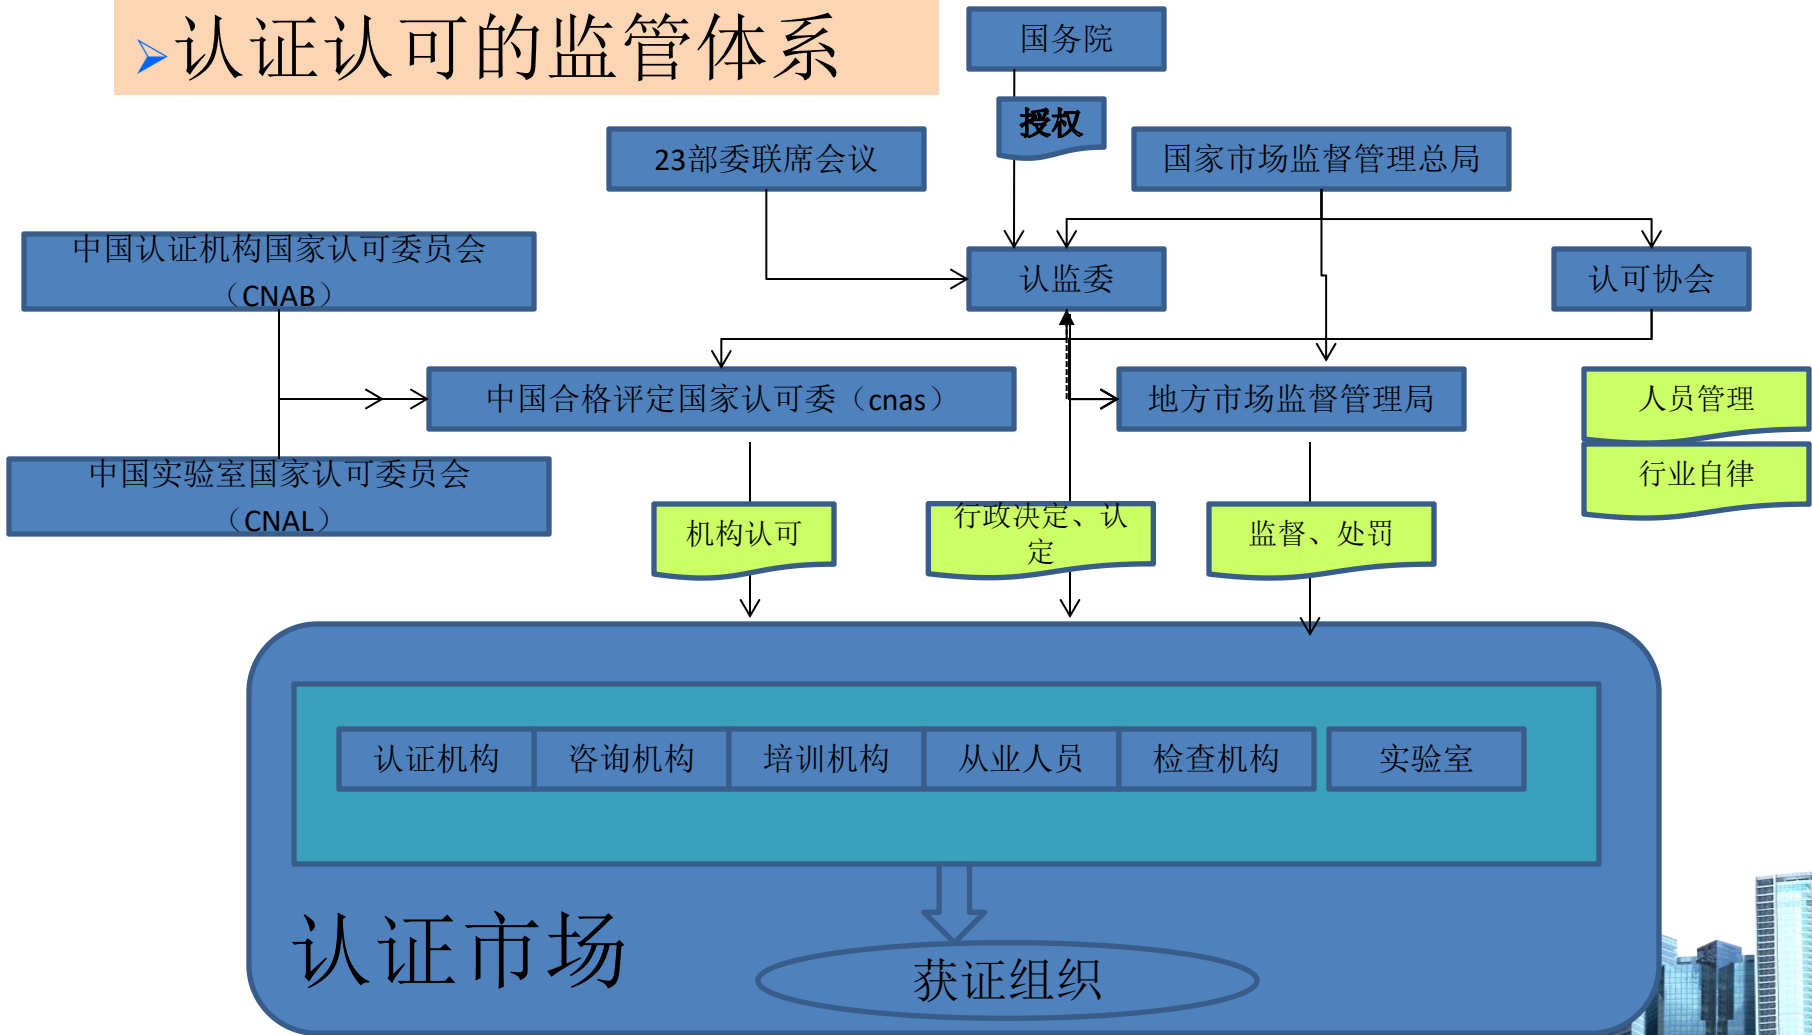 认证认可的监管体系
国务院
授权
23部委联席会议
国家市场监督管理总局
中国认证机构国家认可委员会
（CNAB）
认监委
认可协会
中国合格评定国家认可委（cnas）
地方市场监督管理局
人员管理
中国实验室国家认可委员会
（CNAL）
行业自律
机构认可
行政决定、认
定
监督、处罚
认证机构
咨询机构
培训机构
从业人员
检查机构
实验室
认证市场
获证组织